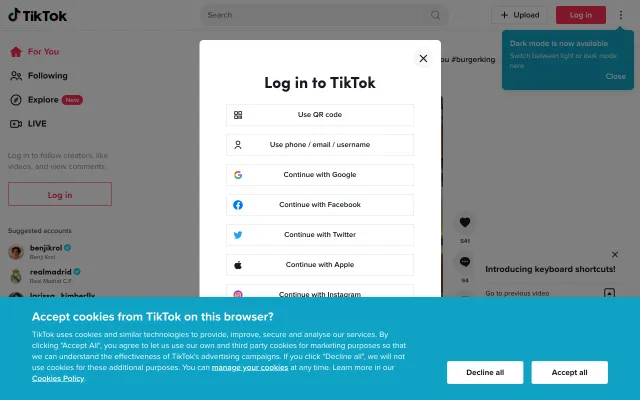 TikTok
Search
+ Upload
Log in
For You
Following
Explore New
LIVE
Log in to follow creators, like
videos, and view comments.
Log in
Suggested accounts
benjikrol
Benji Krol
realmadrid
Real Madrid C.F.
larissa_kimberlly
#burgerking
Dark mode is now available
Switch between light or dark mode
here
Close
Log in to TikTok
Use QR code
Use phone / email / username
Continue with Google
Continue with Facebook
Continue with Twitter
Continue with Apple
Continue with Instagram
541
94
Introducing keyboard shortcuts!
Go to previous video
Accept cookies from TikTok on this browser?
TikTok uses cookies and similar technologies to provide, improve, secure and analyse our services. By
clicking "Accept All", you agree to let us use our own and third party cookies for marketing purposes so that
we can understand the effectiveness of TikTok's advertising campaigns. If you click "Decline all", we will
not use cookies for these additional purposes. You can manage your cookies at any time. Learn more in our
Cookies Policy.
Decline all
Accept all